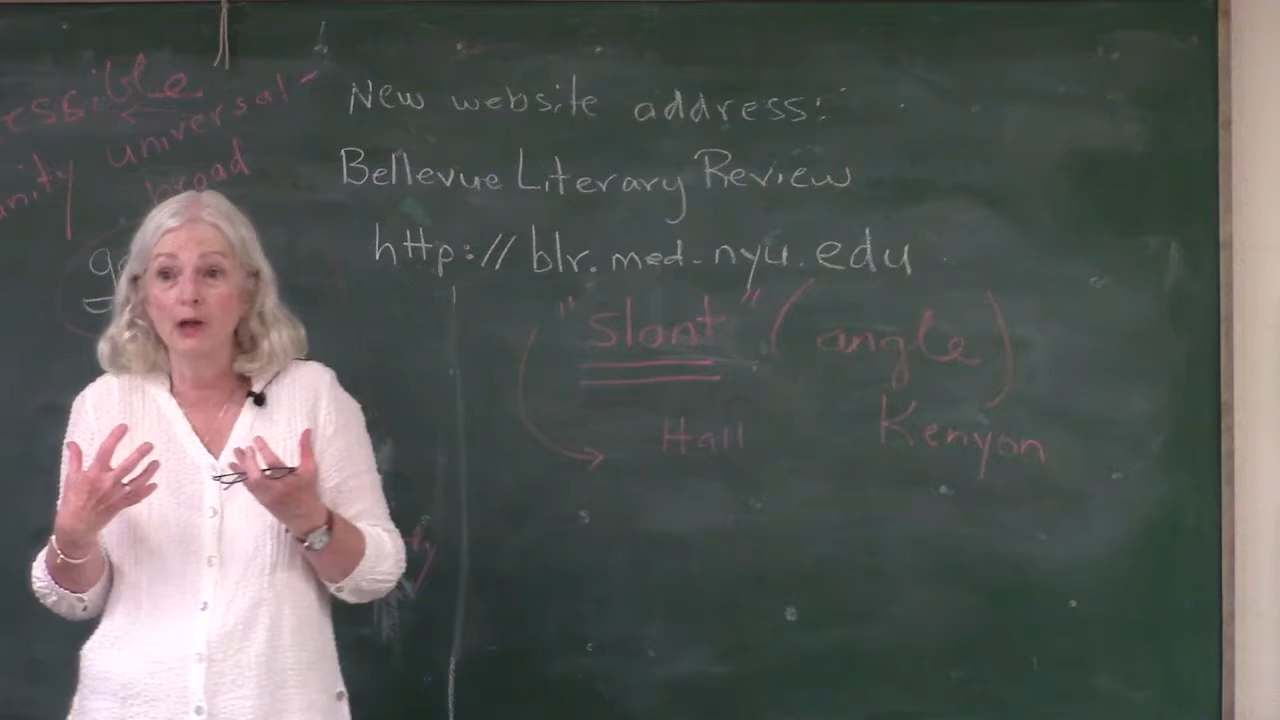 universal
broad
New website address:
Bellevue Literary Review
http://blr.med.nyu.edu
"Slant" (angle)
Hall Kenyon